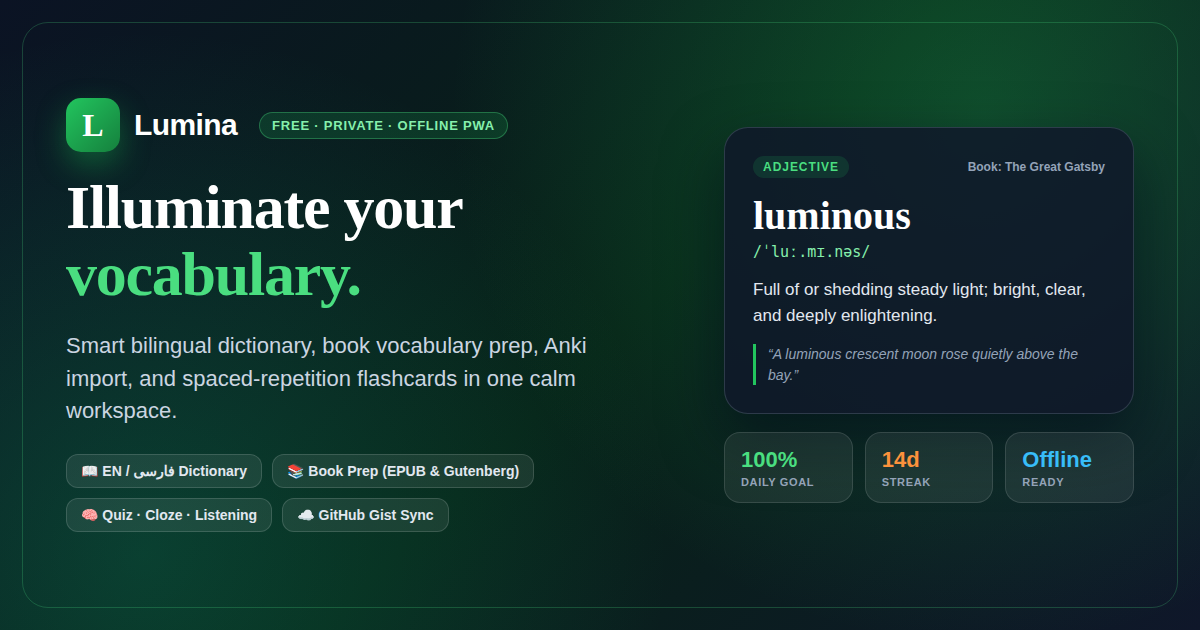 L Lumina FREE · PRIVATE · OFFLINE PWA
Illuminate your
vocabulary.
Smart bilingual dictionary, book vocabulary prep, Anki
import, and spaced-repetition flashcards in one calm
workspace.
📖 EN / فارسی Dictionary
📚 Book Prep (EPUB & Gutenberg)
🧠 Quiz · Cloze · Listening
☁️ GitHub Gist Sync
ADJECTIVE
Book: The Great Gatsby
luminous
/ˈluː.mɪ.nəs/
Full of or shedding steady light; bright, clear,
and deeply enlightening.
“A luminous crescent moon rose quietly above the
bay.”
100%
DAILY GOAL
14d
STREAK
Offline
READY